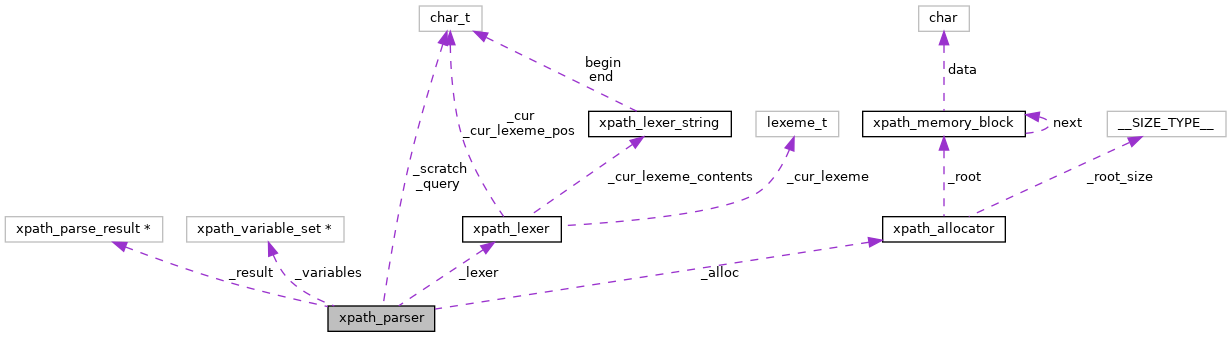 char_t
char
begin
end
data
_cur
_cur_lexeme_pos
xpath_lexer_string
lexeme_t
xpath_memory_block
next
__SIZE_TYPE__
_scratch
_query
_cur_lexeme_contents
_cur_lexeme
_root
_root_size
xpath_parse_result *
xpath_variable_set *
xpath_lexer
xpath_allocator
_result
_variables
_lexer
_alloc
xpath_parser